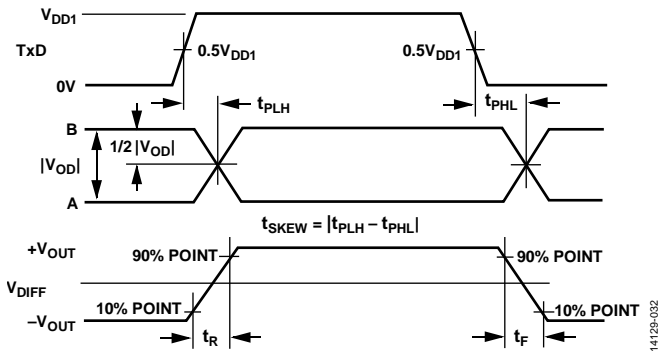 VDD1
TxD
0.5VDD1
0.5VDD1
0V
tPLH
tPHL
B
1/2 |VOD|
|VOD|
A
tSKEW = |tPLH – tPHL|
+VOUT
90% POINT
90% POINT
VDIFF
10% POINT
10% POINT
–VOUT
tR
tF
14129-032